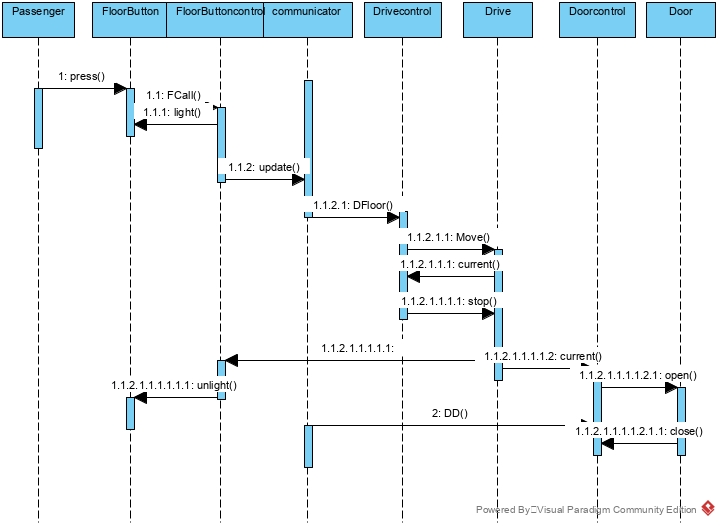 Passenger
FloorButton
FloorButtoncontrol
communicator
Drivecontrol
Drive
Doorcontrol
Door
1: press()
1.1: FCall()
1.1.1: light()
1.1.2: update()
1.1.2.1: DFloor()
1.1.2.1.1: Move()
1.1.2.1.1.1: current()
1.1.2.1.1.1.1: stop()
1.1.2.1.1.1.1.1:
1.1.2.1.1.1.1.2: current()
1.1.2.1.1.1.1.2.1: open()
1.1.2.1.1.1.1.1.1: unlight()
2: DD()
1.1.2.1.1.1.1.2.1.1: close()
Powered By Visual Paradigm Community Edition